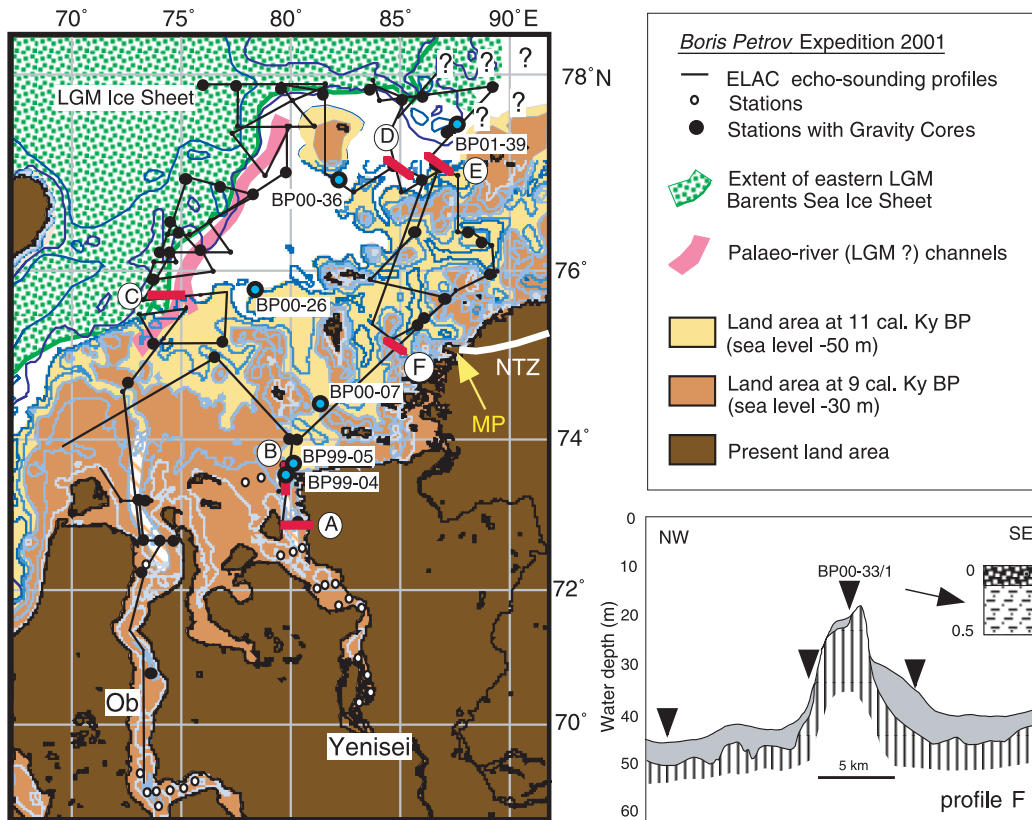 70˚ 75˚ 80˚ 85˚ 90˚E
? ? ?
78˚N
LGM Ice Sheet
?
?
D
BP01-39
E
BP00-36
76˚
C
BP00-26
F
NTZ
BP00-07
MP
74˚
B
BP99-05
BP99-04
A
72˚
Ob
70˚
Yenisei
Boris Petrov Expedition 2001
ELAC echo-sounding profiles
Stations
Stations with Gravity Cores
Extent of eastern LGM
Barents Sea Ice Sheet
Palaeo-river (LGM ?) channels
Land area at 11 cal. Ky BP
(sea level -50 m)
Land area at 9 cal. Ky BP
(sea level -30 m)
Present land area
0
10
20
30
40
50
60
Water depth (m)
NW
SE
BP00-33/1
0
0.5
5 km
profile F